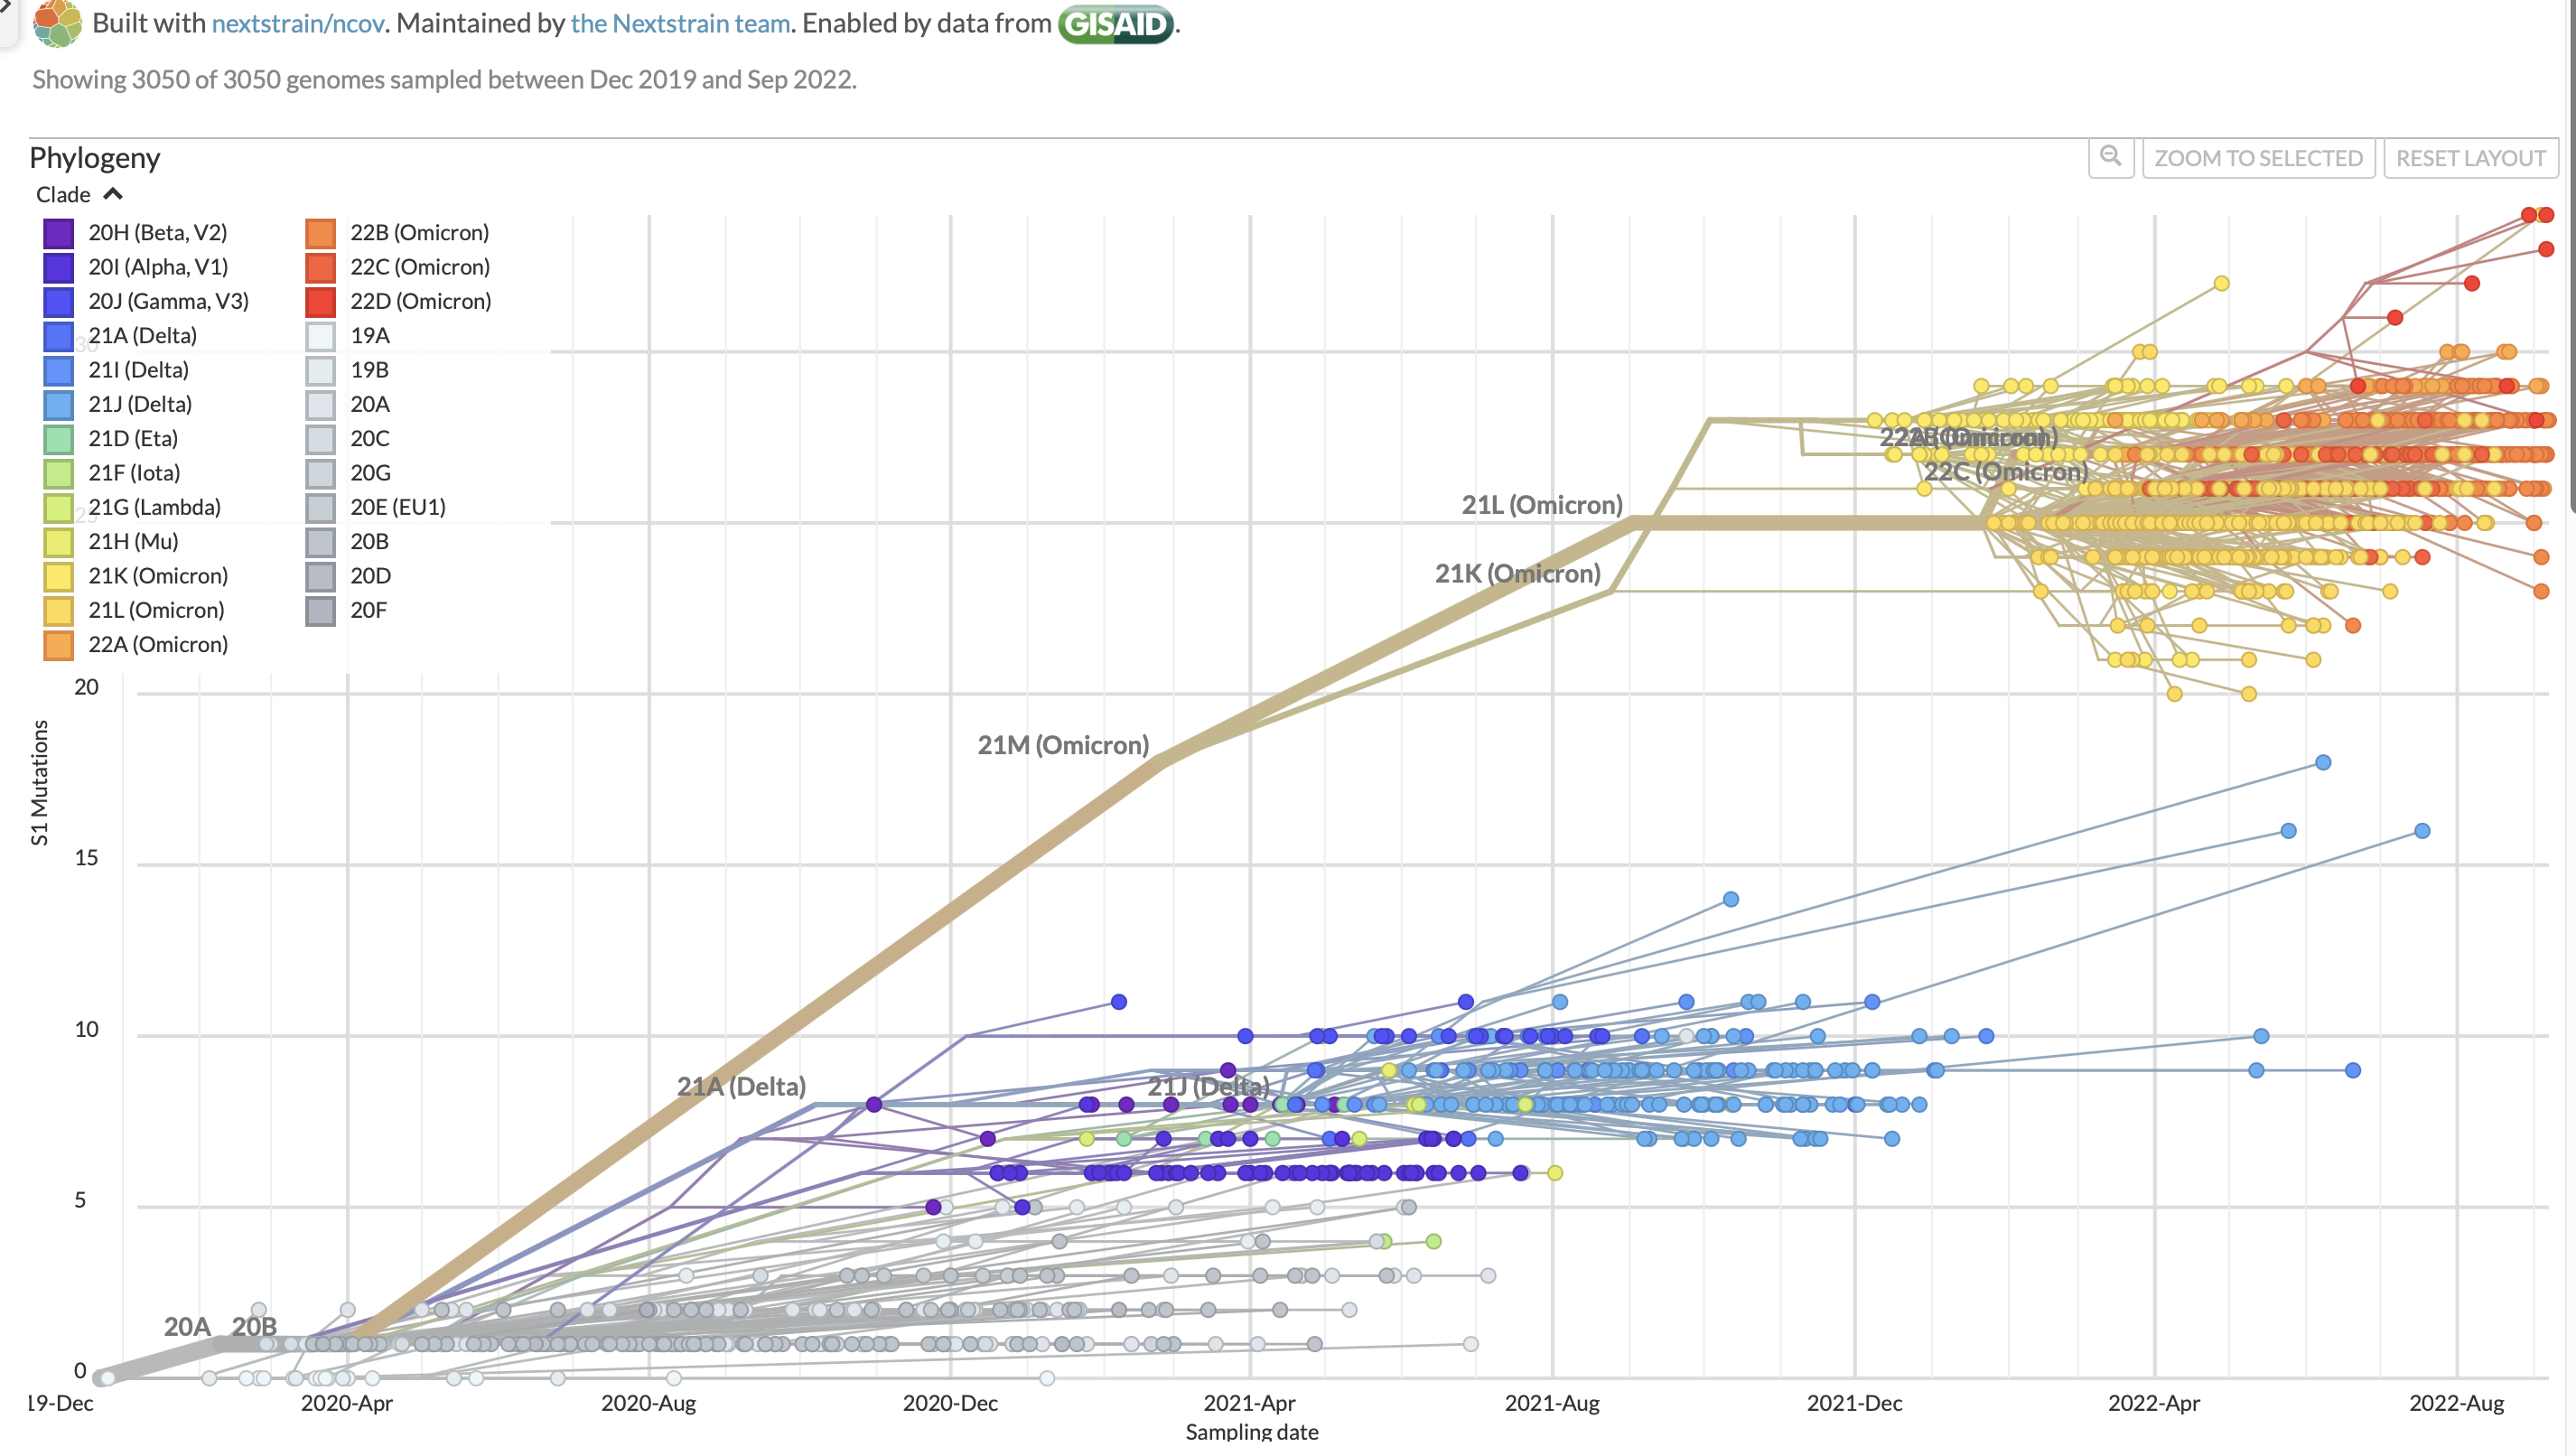 Built with nextstrain/ncov. Maintained by the Nextstrain team. Enabled by data from GISAID.
Showing 3050 of 3050 genomes sampled between Dec 2019 and Sep 2022.
Phylogeny
ZOOM TO SELECTED
RESET LAYOUT
Clade
20H (Beta, V2)
20I (Alpha, V1)
20J (Gamma, V3)
21A (Delta)
21I (Delta)
21J (Delta)
21D (Eta)
21F (Iota)
21G (Lambda)
21H (Mu)
21K (Omicron)
21L (Omicron)
22A (Omicron)
22B (Omicron)
22C (Omicron)
22D (Omicron)
19A
19B
20A
20C
20G
20E (EU1)
20B
20D
20F
30
25
20
15
10
5
0
S1 Mutations
22C (Omicron)
21L (Omicron)
21K (Omicron)
21M (Omicron)
21A (Delta)
21J (Delta)
20A
20B
19-Dec
2020-Apr
2020-Aug
2020-Dec
2021-Apr
2021-Aug
2021-Dec
2022-Apr
2022-Aug
Sampling date